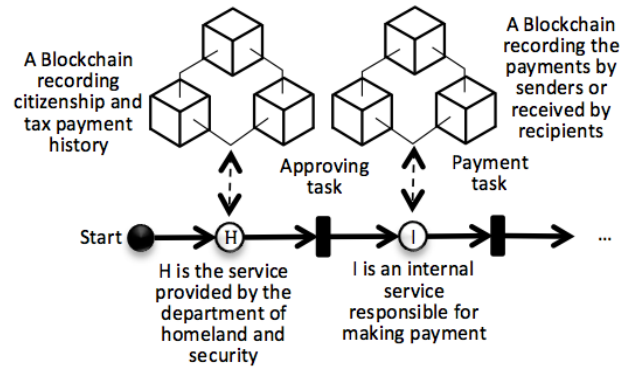 A Blockchain
recording
citizenship and
tax payment
history
A Blockchain
recording the
payments by
senders or
received by
recipients
Approving
task
Payment
task
Start
H
I
...
H is the service
provided by the
department of
homeland and
security
I is an internal
service
responsible for
making payment